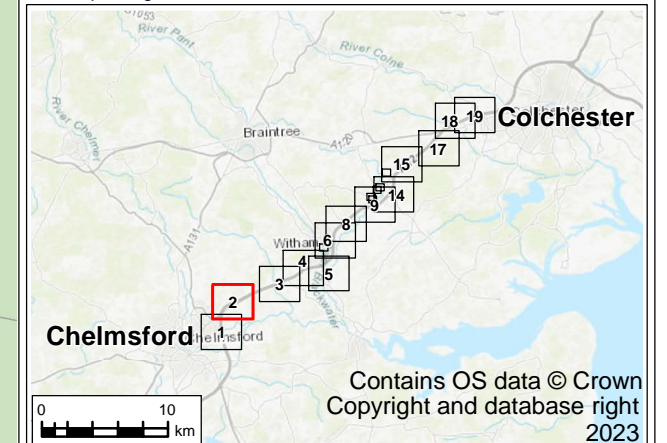 River Pant
River Colne
River Chelmer
Braintree
A120
A131
Witham
Colchester
Chelmsford
Chelmsford
19
18
17
15
14
9
8
6
4
5
3
2
1
Contains OS data © Crown
Copyright and database right
2023
0 10
km